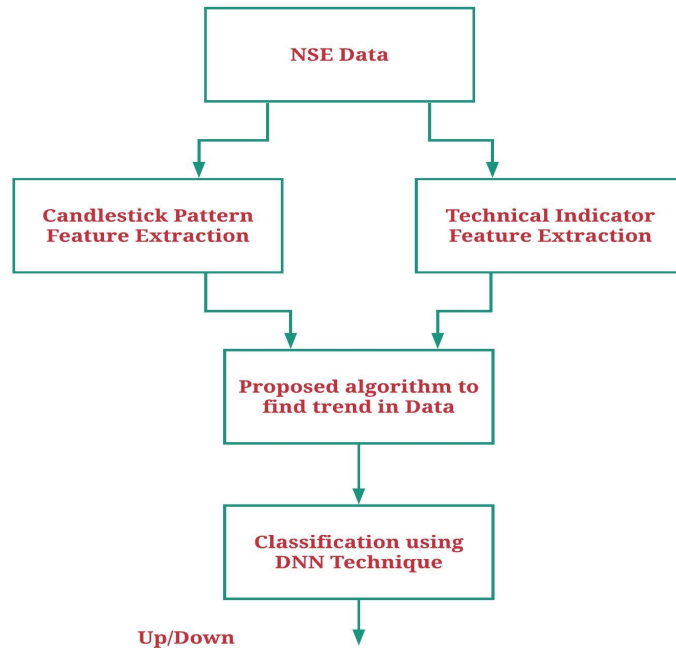 NSE Data
Candlestick Pattern
Feature Extraction
Technical Indicator
Feature Extraction
Proposed algorithm to
find trend in Data
Classification using
DNN Technique
Up/Down